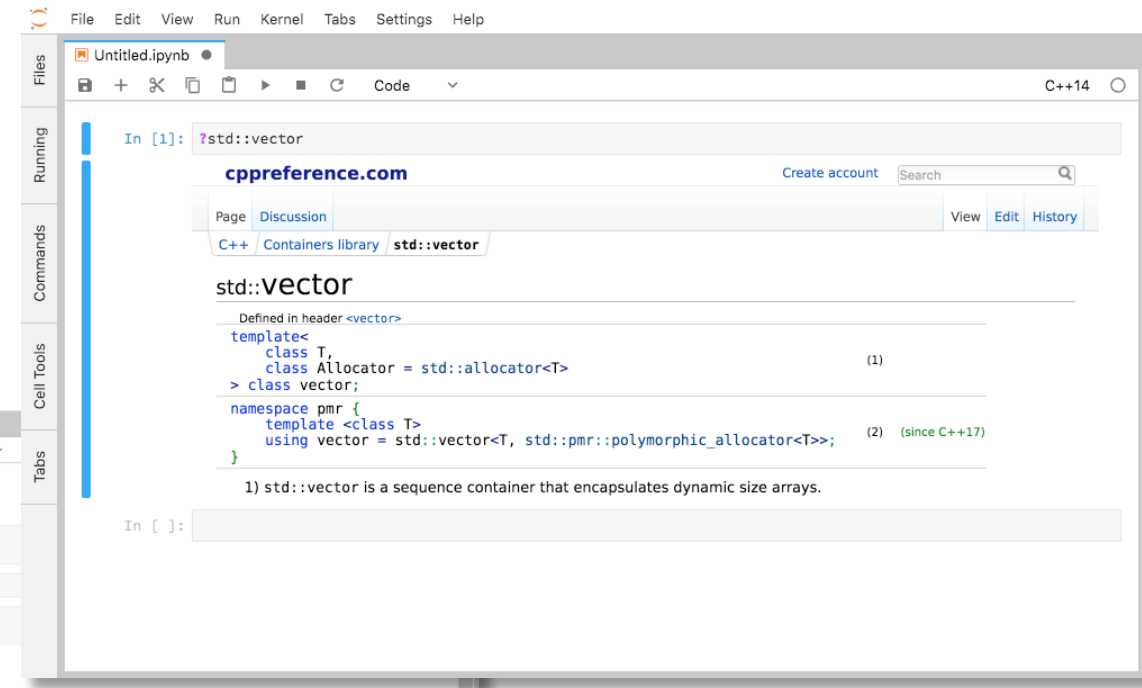 File Edit View Run Kernel Tabs Settings Help
Untitled.ipynb
Code
C++14
Files
Running
Commands
Cell Tools
Tabs
In [1]: ?std::vector
cppreference.com Create account Search
Page Discussion View Edit History
C++ Containers library std::vector
std::vector
Defined in header <vector>
template<
    class T,
    class Allocator = std::allocator<T>
> class vector;
(1)
namespace pmr {
    template <class T>
    using vector = std::vector<T, std::pmr::polymorphic_allocator<T>>;
}
(2) (since C++17)
1) std::vector is a sequence container that encapsulates dynamic size arrays.
In [ ]: